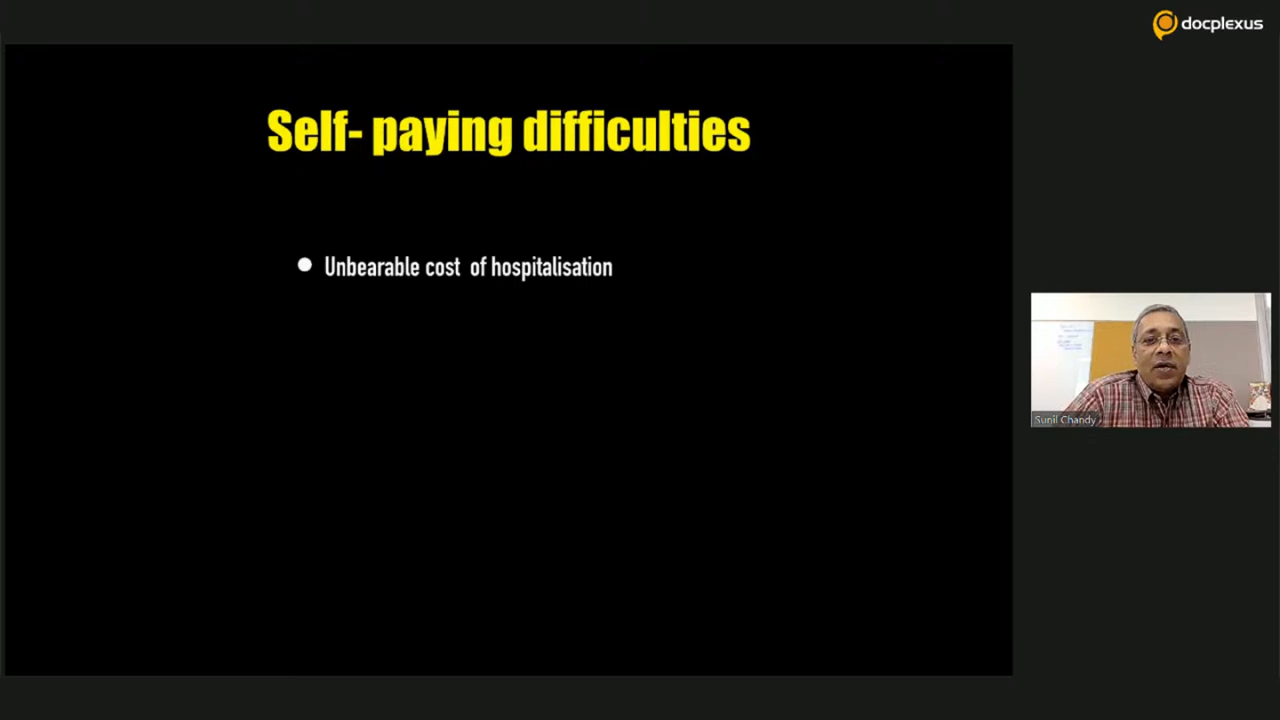 docplexus
Self- paying difficulties
Unbearable cost of hospitalisation
Sunil Chandy